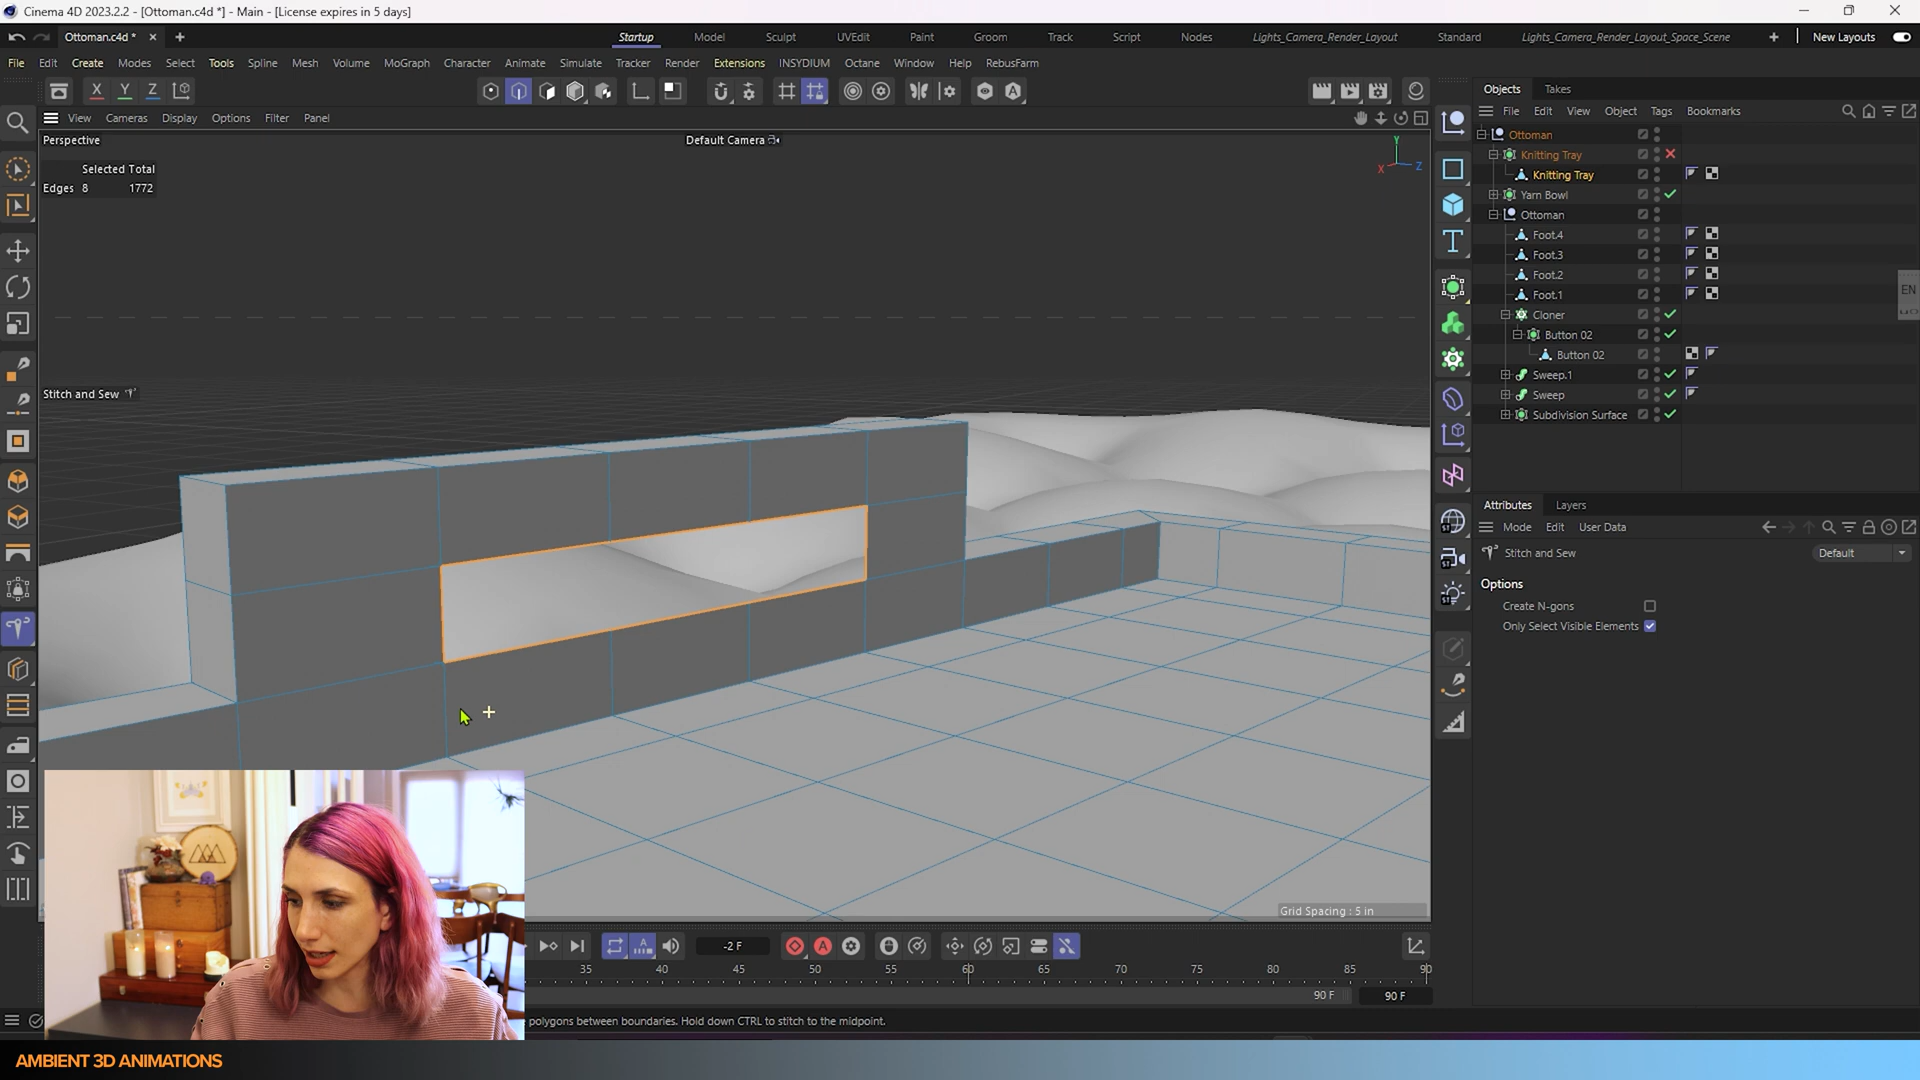 Cinema 4D 2023.2.2 - [Ottoman.c4d *] - Main - [License expires in 5 days]
Ottoman.c4d * × + Startup Model Sculpt UVEdit Paint Groom Track Script Nodes Lights_Camera_Render_Layout Standard Lights_Camera_Render_Layout_Space_Scene + New Layouts
File Edit Create Modes Select Tools Spline Mesh Volume MoGraph Character Animate Simulate Tracker Render Extensions INSYDIUM Octane Window Help RebusFarm
X Y Z
Objects Takes
File Edit View Object Tags Bookmarks
View Cameras Display Options Filter Panel
Perspective
Default Camera
Y
X Z
Selected Total
Edges 8 1772
Stitch and Sew
Ottoman
Knitting Tray
Knitting Tray
Yarn Bowl
Ottoman
Foot.4
Foot.3
Foot.2
Foot.1
Cloner
Button 02
Button 02
Sweep.1
Sweep
Subdivision Surface
EN
Attributes Layers
Mode Edit User Data
Stitch and Sew
Default
Options
Create N-gons
Only Select Visible Elements
Grid Spacing : 5 in
-2 F
35 40 45 50 55 60 65 70 75 80 85 90
90 F 90 F
polygons between boundaries. Hold down CTRL to stitch to the midpoint.
AMBIENT 3D ANIMATIONS